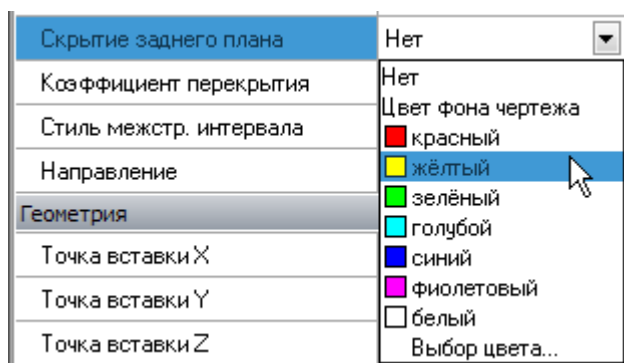 Скрытие заднего плана Нет
Нет
Коэффициент перекрытия
Цвет фона чертежа
Стиль межстр. интервала
красный
жёлтый
Направление
зелёный
Геометрия
голубой
Точка вставки X
синий
Точка вставки Y
фиолетовый
белый
Точка вставки Z
Выбор цвета...